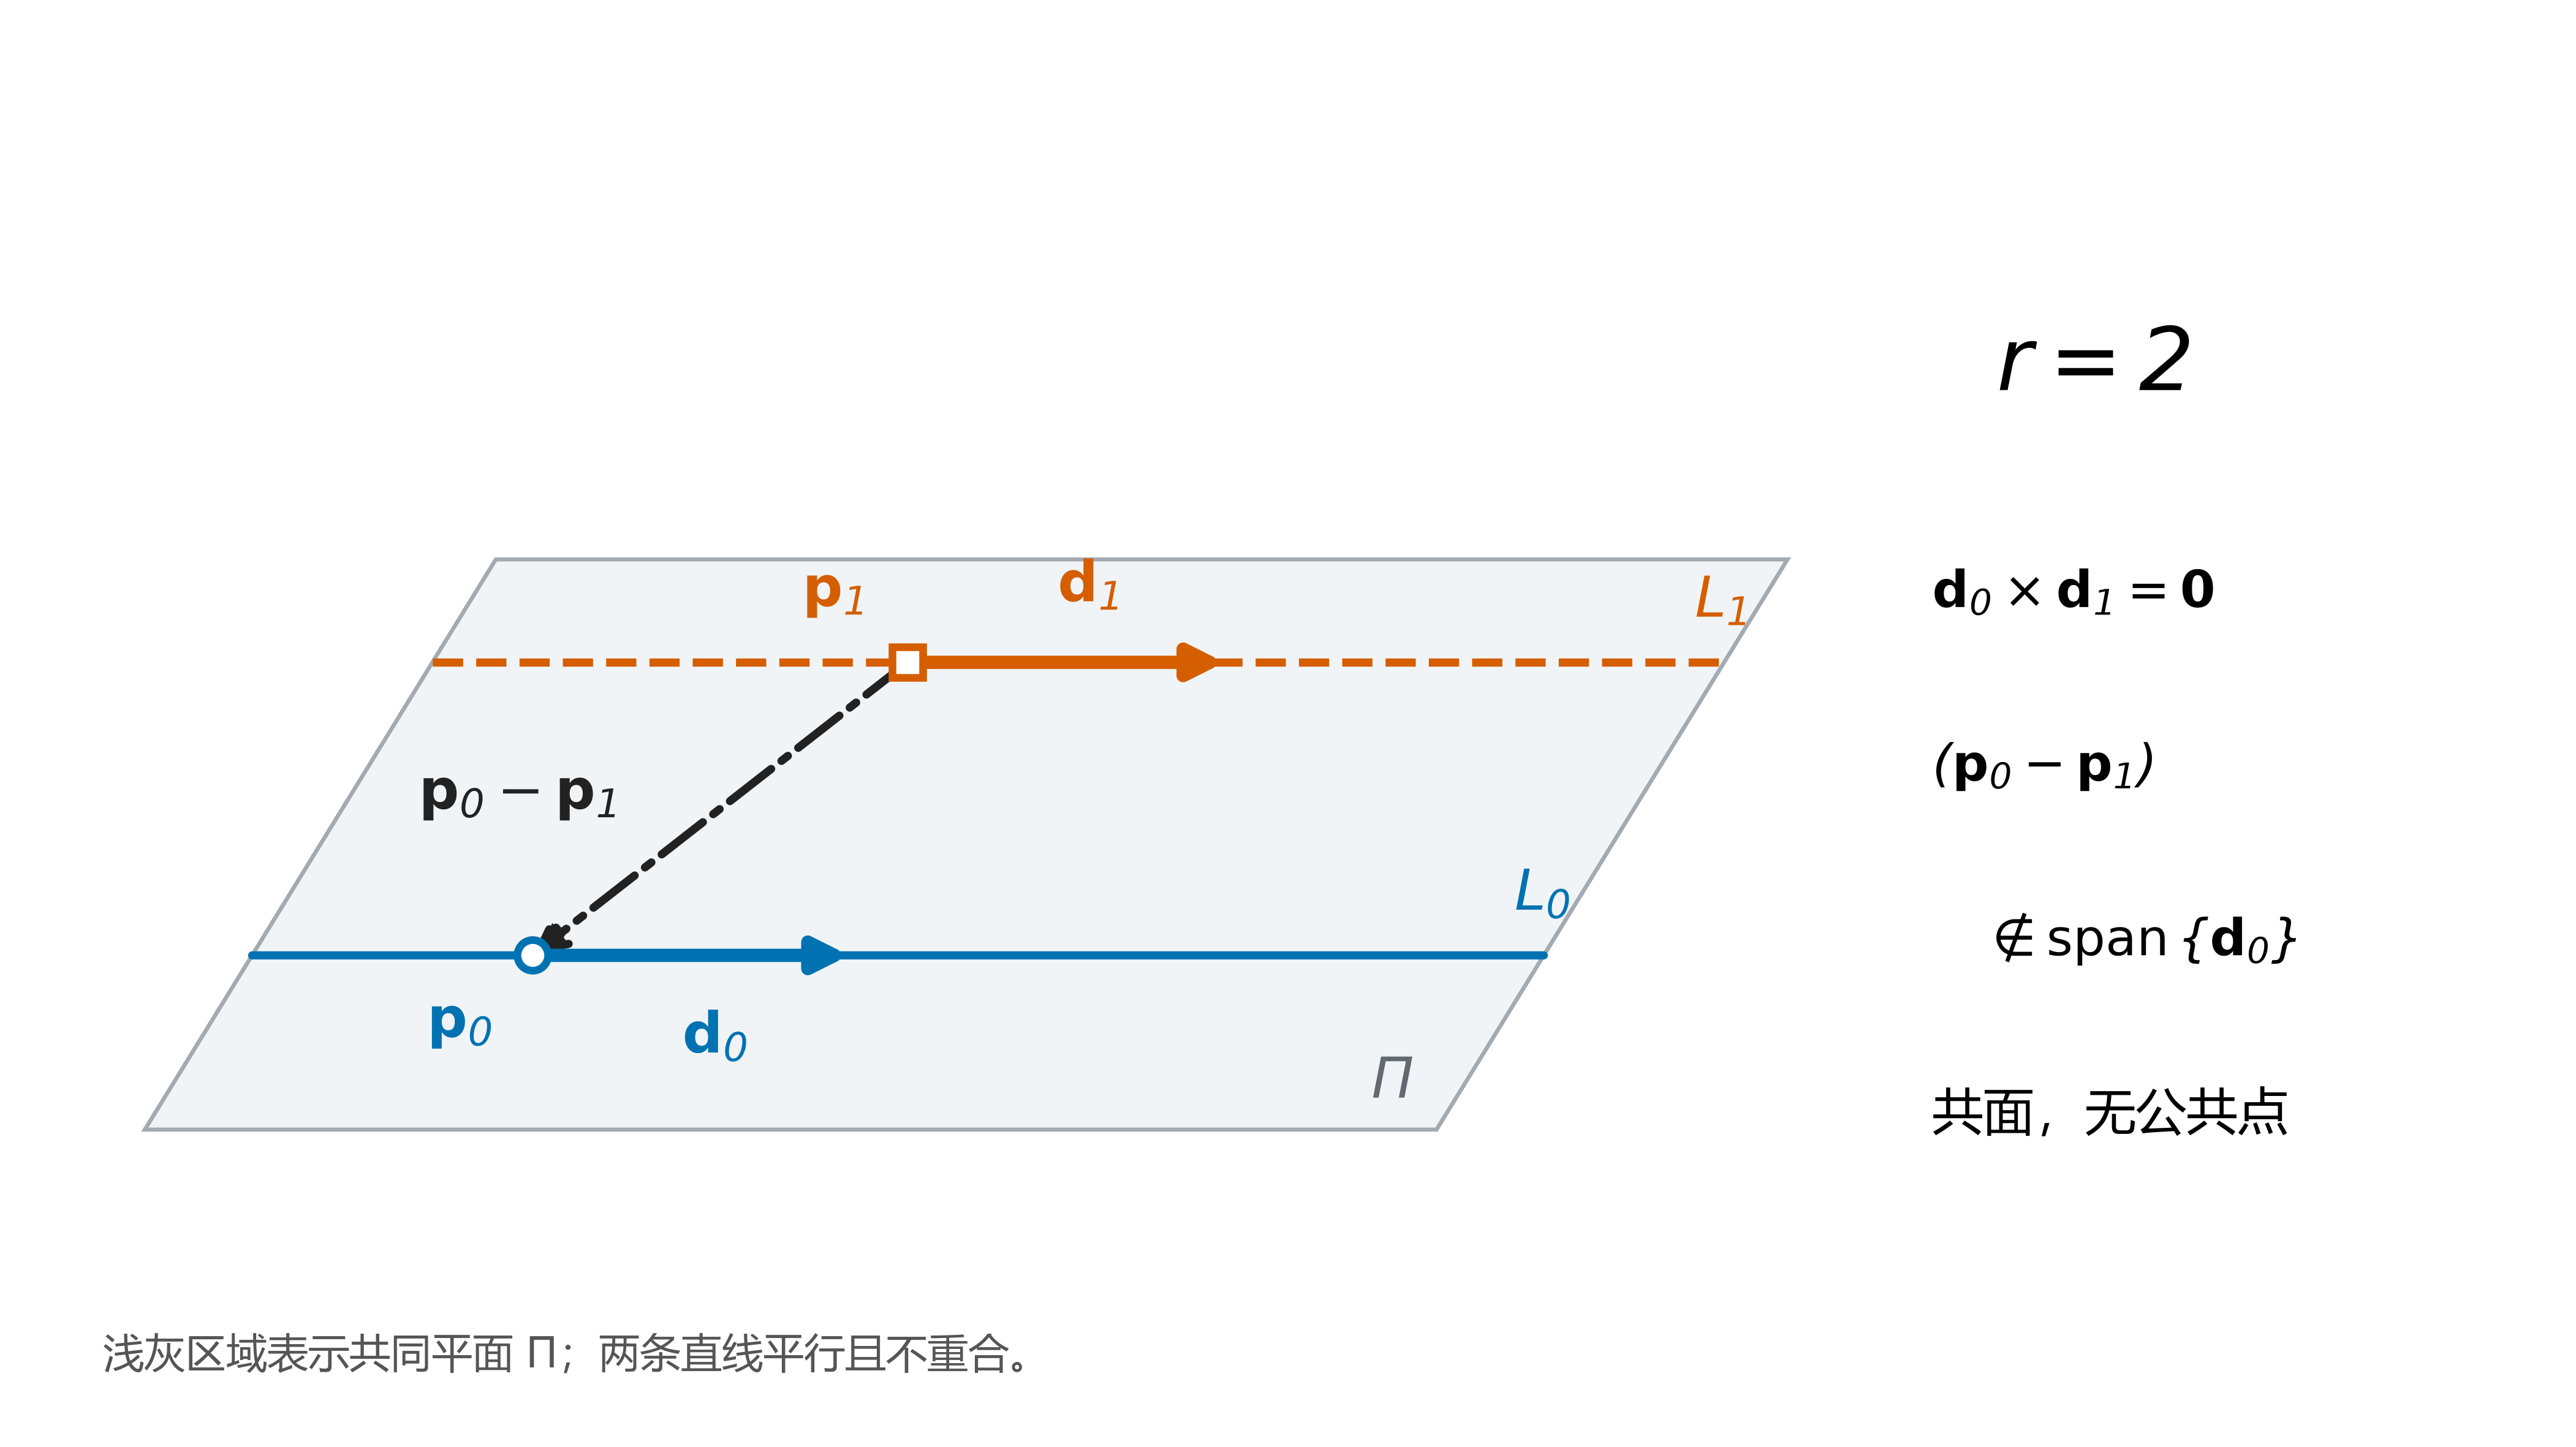 r = 2
p₁
d₁
L₁
d₀ × d₁ = 0
p₀ − p₁
(p₀ − p₁)
L₀
∉ span {d₀}
p₀
d₀
Π
共面，无公共点
浅灰区域表示共同平面 Π；两条直线平行且不重合。